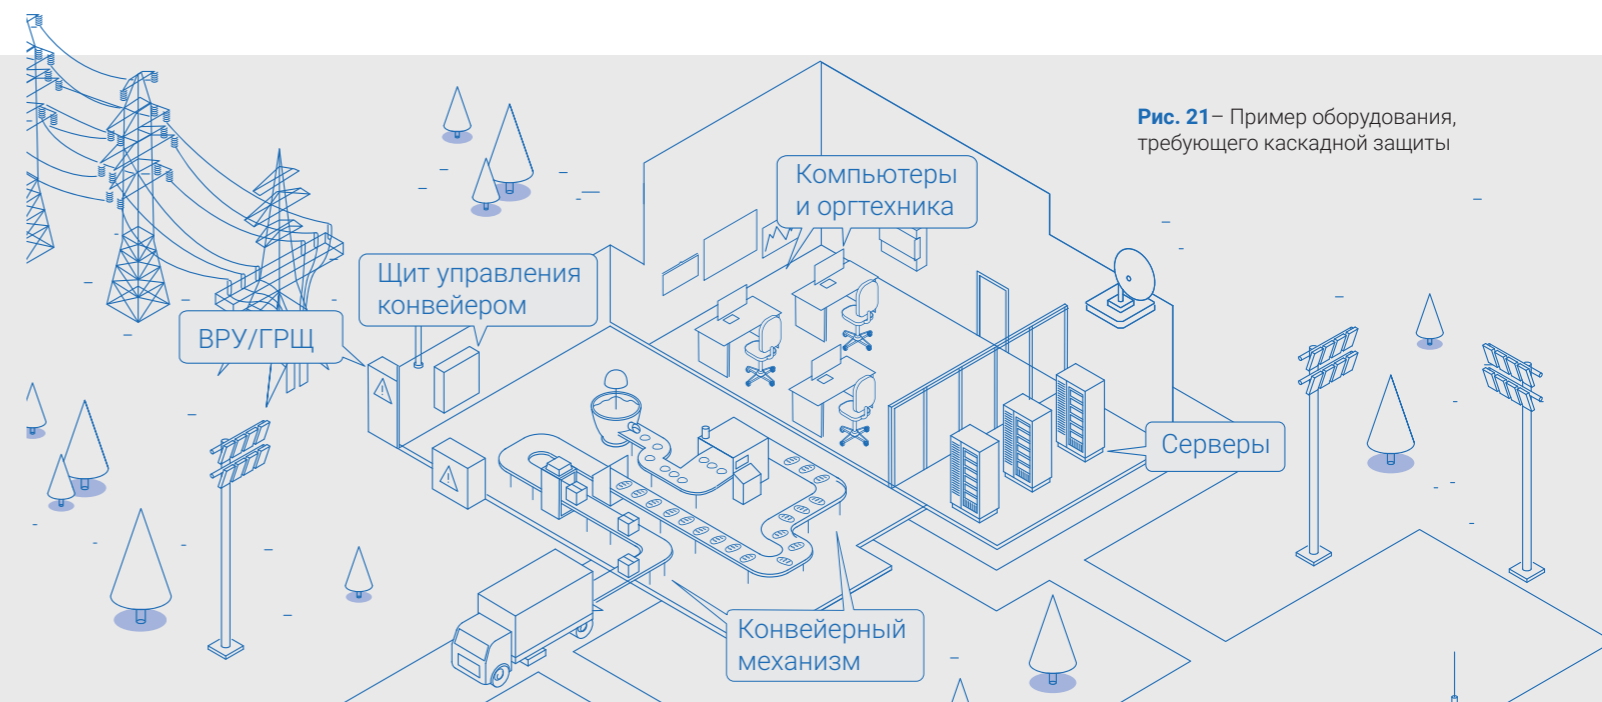 Рис. 21– Пример оборудования,
требующего каскадной защиты
Компьютеры
и оргтехника
Щит управления
конвейером
ВРУ/ГРЩ
Серверы
Конвейерный
механизм